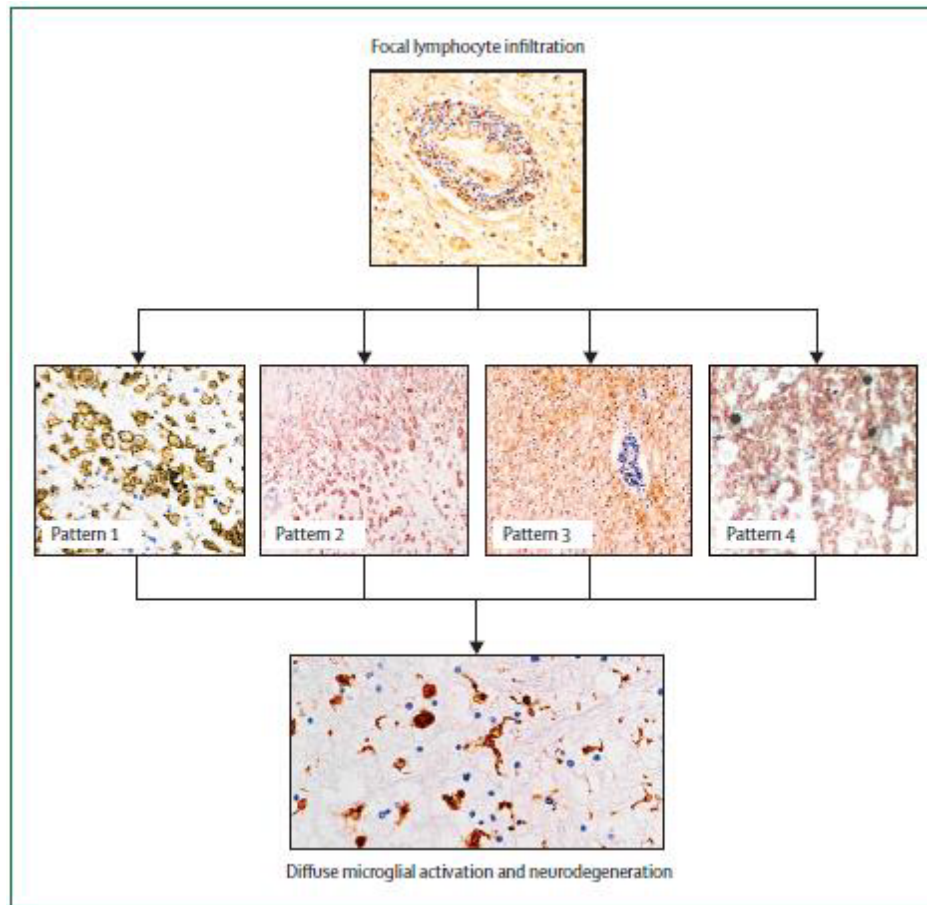 Focal lymphocyte infiltration
Pattern 1
Pattern 2
Pattern 3
Pattern 4
Diffuse microglial activation and neurodegeneration